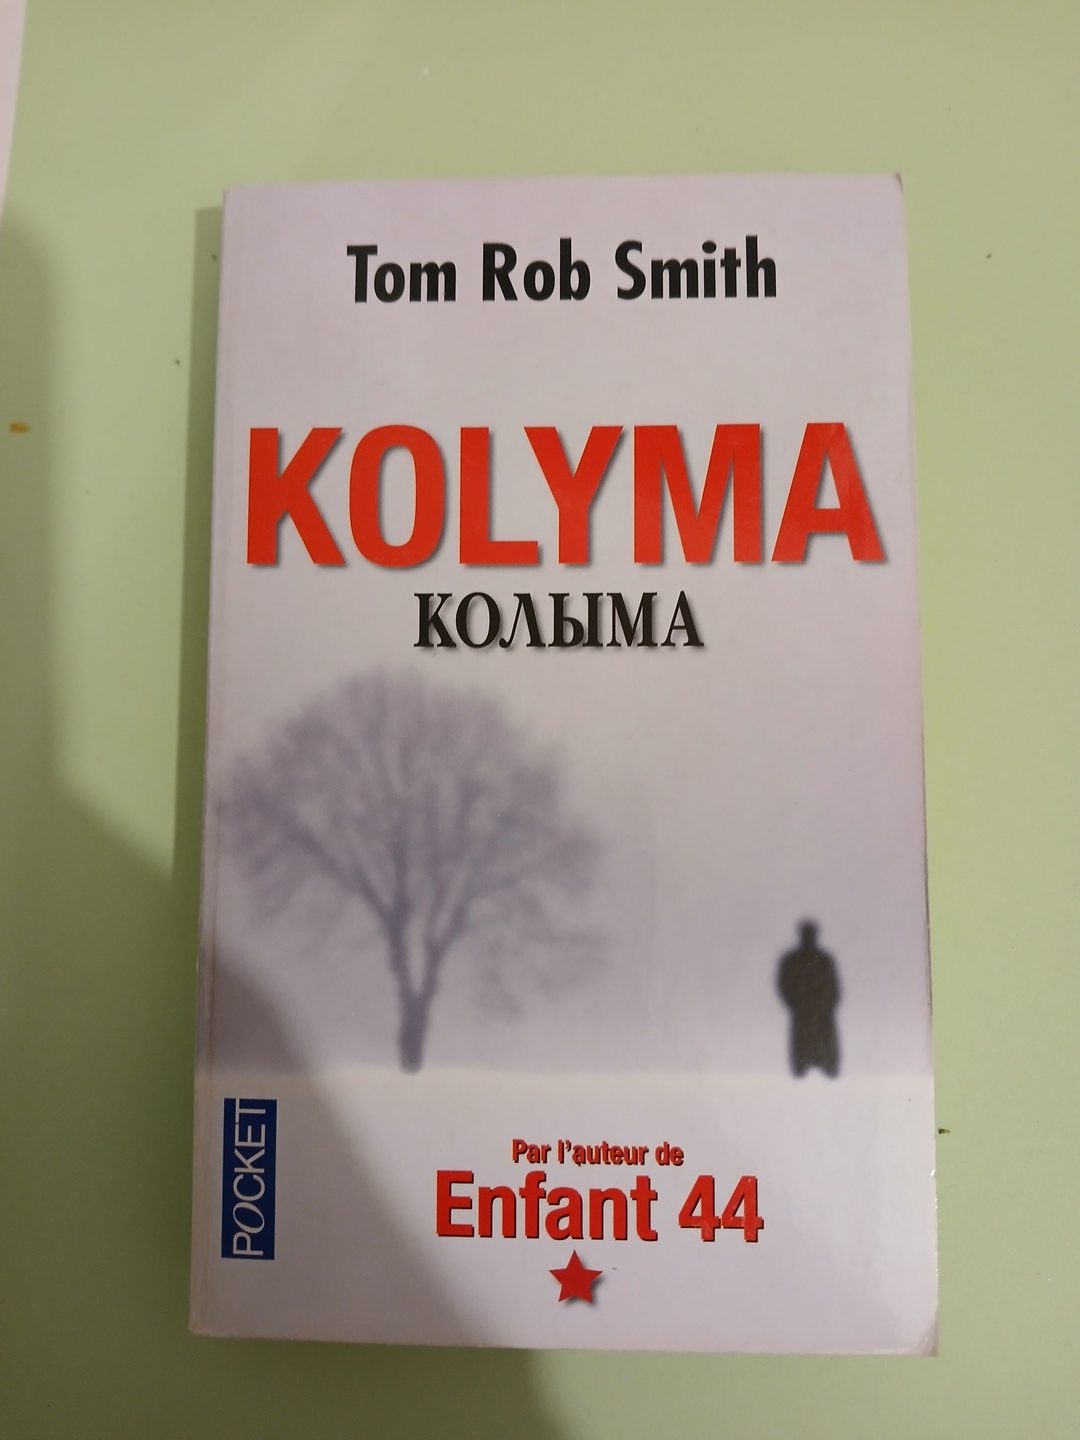 Tom Rob Smith
KOLYMA
КОЛЫМА
POCKET
Par l'auteur de
Enfant 44